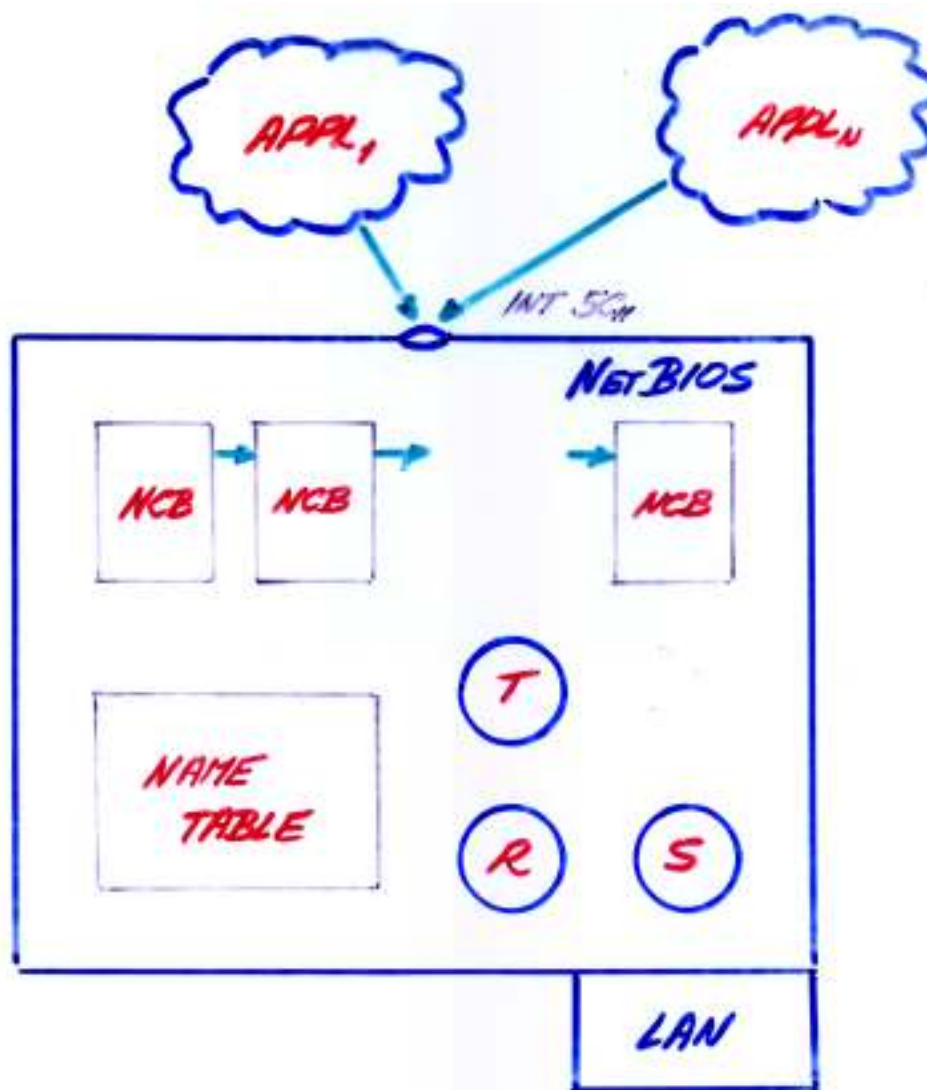 APPL1
APPLN
INT 5CH
NETBIOS
NCB
NCB
NCB
T
NAME
TABLE
R
S
LAN